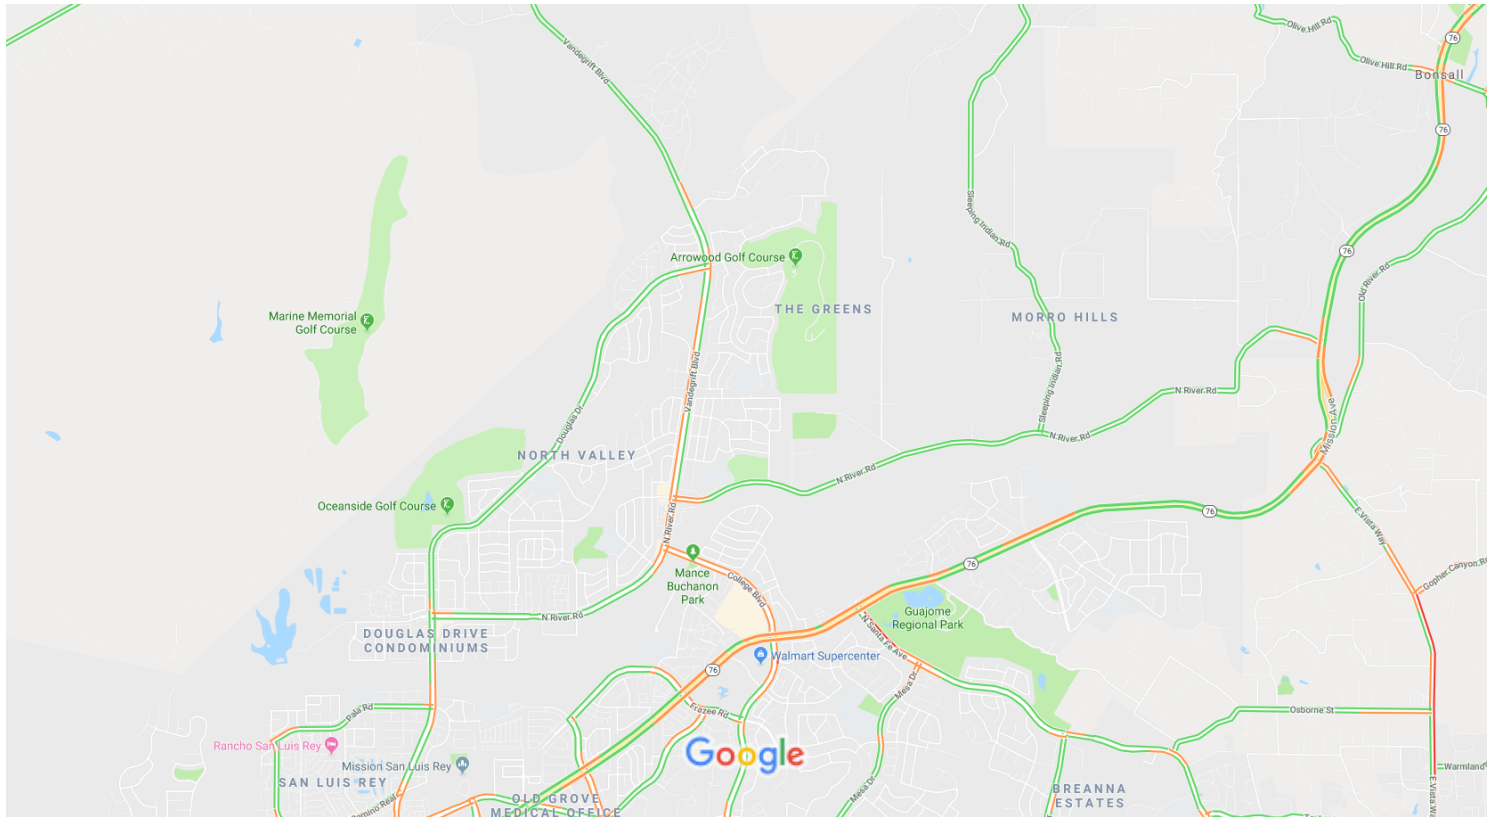 Olive Hill Rd
76
Vandegrift Blvd
Olive Hill Rd
Bonsall
76
Sleeping Indian Rd
76
Arrowood Golf Course
Old River Rd
THE GREENS
MORRO HILLS
Marine Memorial
Golf Course
Vandegrift Blvd
Sleeping Indian Rd
N River Rd
Douglas Dr
Mission Ave
N River Rd
NORTH VALLEY
N River Rd
Oceanside Golf Course
N River Rd
76
E Vista Way
76
Mance
Buchanon
Park
College Blvd
Gopher Canyon Rd
Guajome
Regional Park
N River Rd
N Santa Fe Ave
DOUGLAS DRIVE
CONDOMINIUMS
Walmart Supercenter
76
Mesa Dr
Pala Rd
Frazee Rd
Osborne St
Rancho San Luis Rey
Google
Mission San Luis Rey
Warmland
SAN LUIS REY
Mesa Dr
BREANNA
ESTATES
OLD GROVE
MEDICAL OFFICE
E Vista Wa